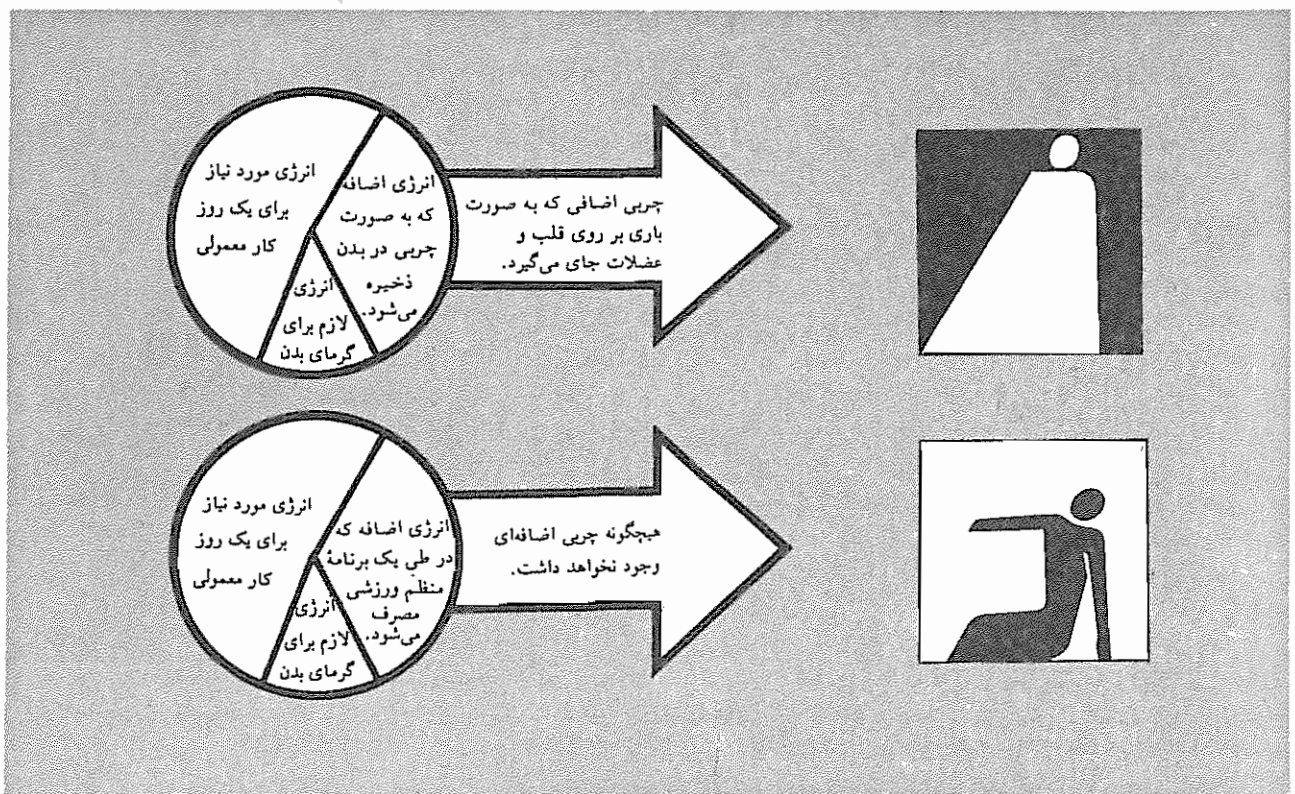 انرژی مورد نیاز
برای یک روز
کار معمولی
انرژی اضافه
که به صورت
چربی در بدن
ذخیره
می‌شود.
انرژی
لازم برای
گرمای بدن
چربی اضافی که به صورت
باری بر روی قلب و
عضلات جای می‌گیرد.
انرژی مورد نیاز
برای یک روز
کار معمولی
انرژی اضافه که
در طی یک برنامهٔ
منظّم ورزشی
مصرف
می‌شود.
انرژی
لازم برای
گرمای بدن
هیچگونه چربی اضافه‌ای
وجود نخواهد داشت.